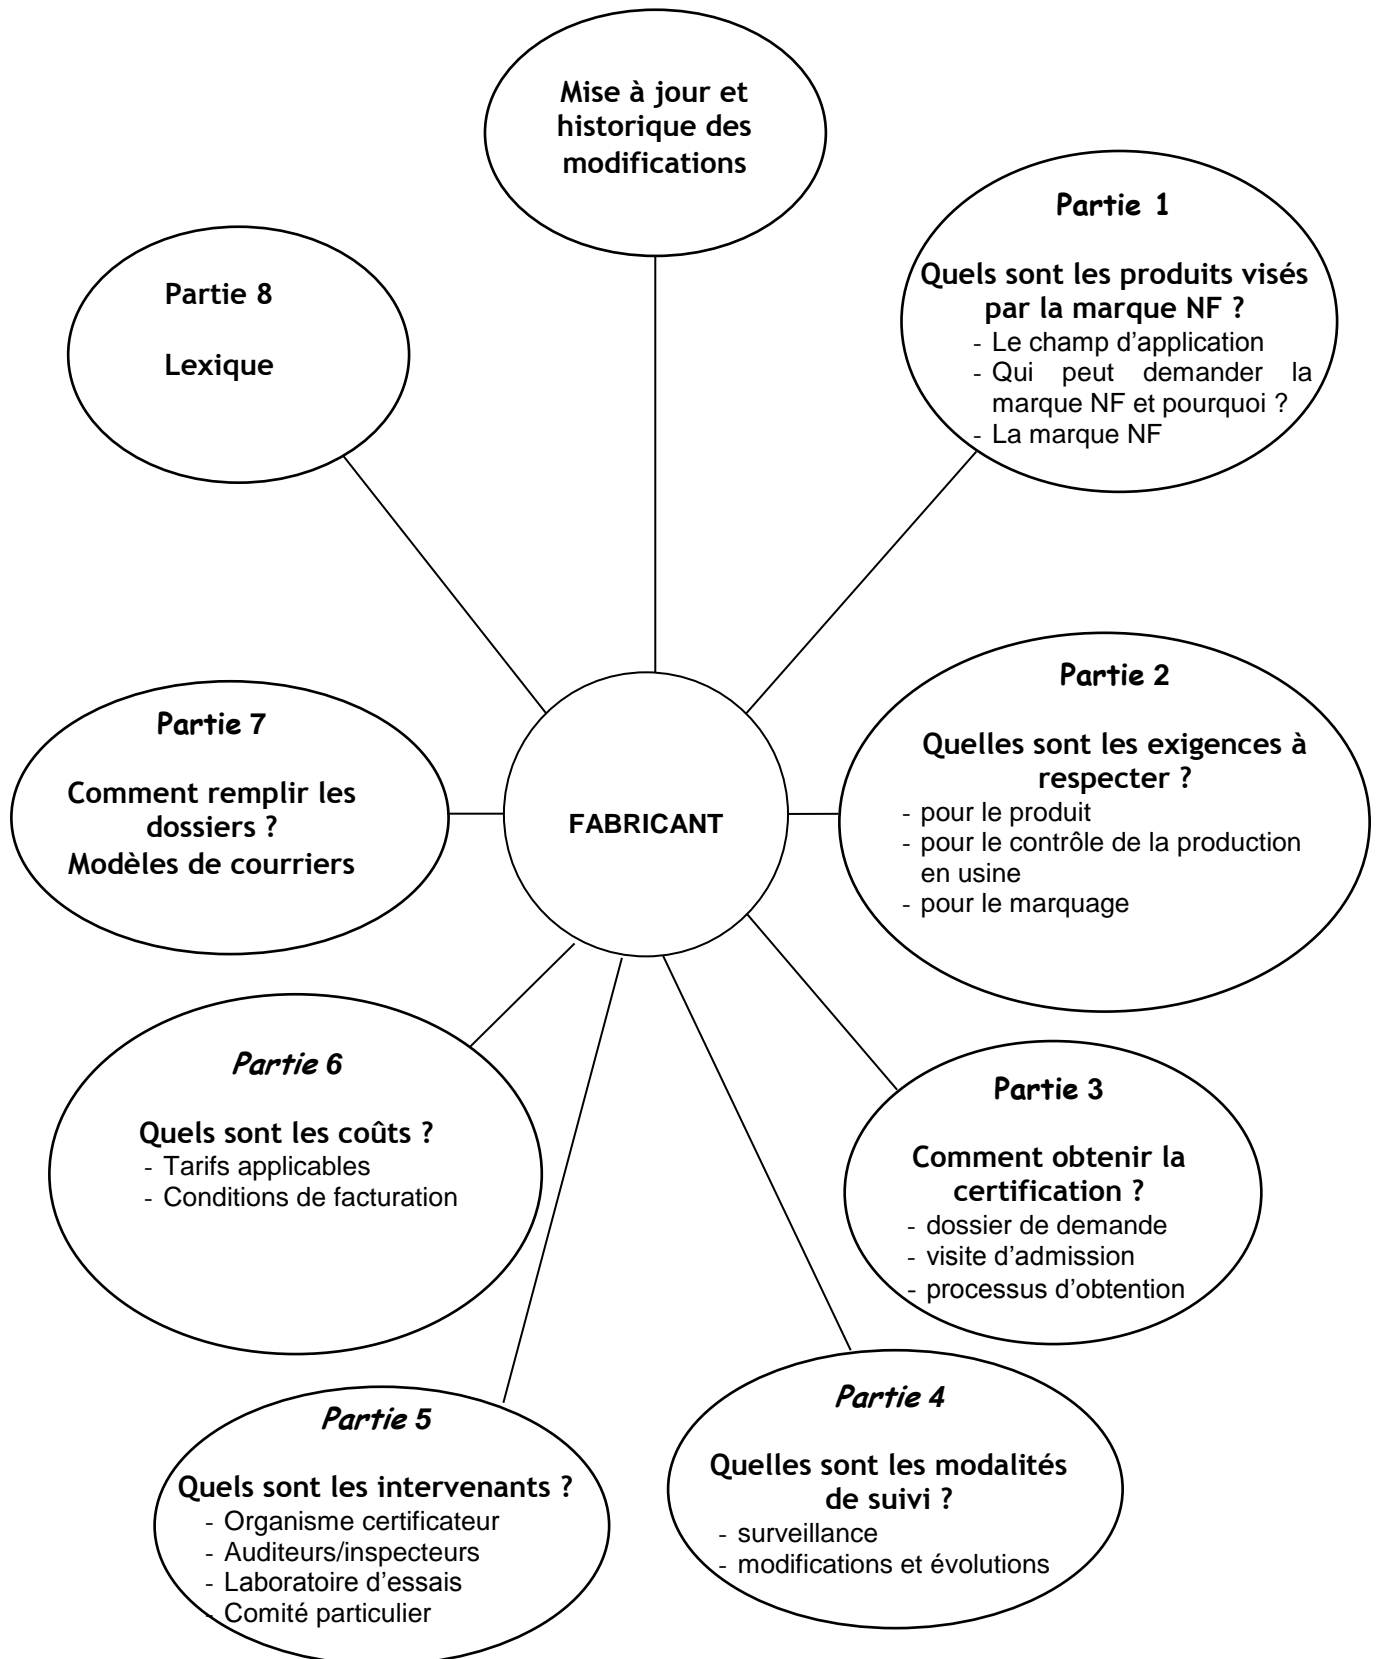 Mise à jour et
historique des
modifications
Partie 1
Quels sont les produits visés
par la marque NF ?
- Le champ d’application
- Qui peut demander la
marque NF et pourquoi ?
- La marque NF
Partie 8
Lexique
Partie 2
Quelles sont les exigences à
respecter ?
- pour le produit
- pour le contrôle de la production
en usine
- pour le marquage
Partie 7
Comment remplir les
dossiers ?
Modèles de courriers
FABRICANT
Partie 3
Comment obtenir la
certification ?
- dossier de demande
- visite d’admission
- processus d’obtention
Partie 6
Quels sont les coûts ?
- Tarifs applicables
- Conditions de facturation
Partie 4
Quelles sont les modalités
de suivi ?
- surveillance
- modifications et évolutions
Partie 5
Quels sont les intervenants ?
- Organisme certificateur
- Auditeurs/inspecteurs
- Laboratoire d’essais
- Comité particulier